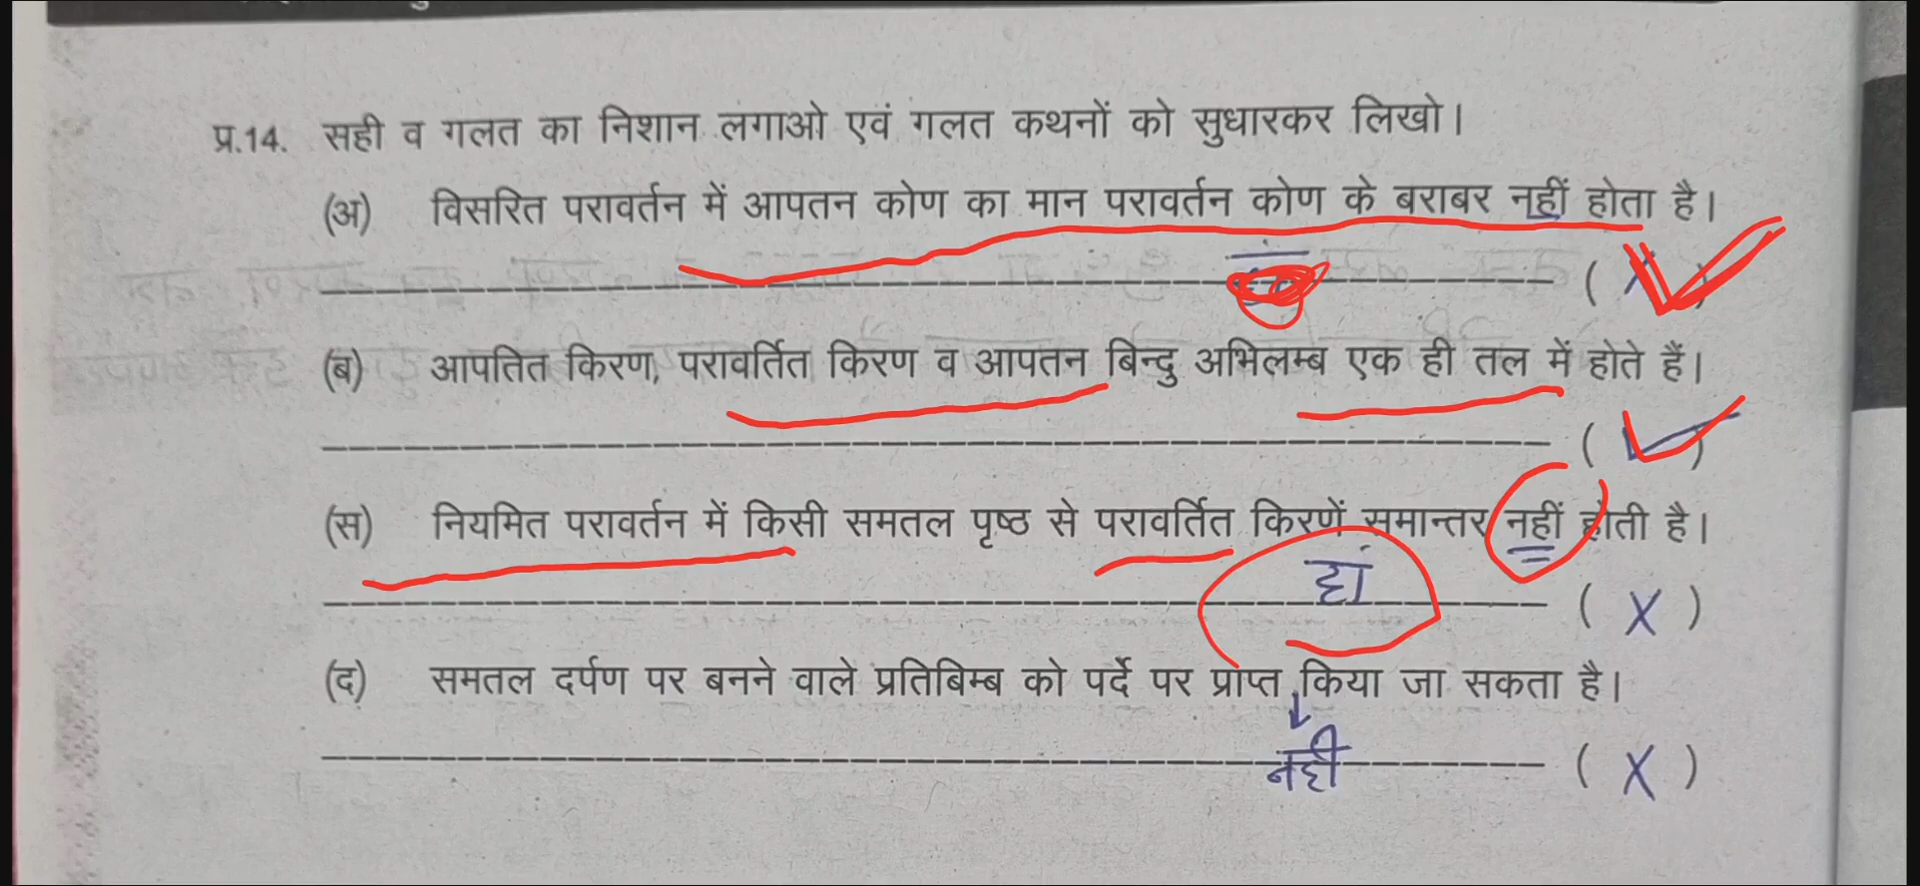 प्र.14. सही व गलत का निशान लगाओ एवं गलत कथनों को सुधारकर लिखो।
(अ) विसरित परावर्तन में आपतन कोण का मान परावर्तन कोण के बराबर नहीं होता है।
( X )
(ब) आपतित किरण, परावर्तित किरण व आपतन बिन्दु अभिलम्ब एक ही तल में होते हैं।
( ✓ )
(स) नियमित परावर्तन में किसी समतल पृष्ठ से परावर्तित किरणें समान्तर नहीं होती है।
हां ( X )
(द) समतल दर्पण पर बनने वाले प्रतिबिम्ब को पर्दे पर प्राप्त किया जा सकता है।
नही ( X )